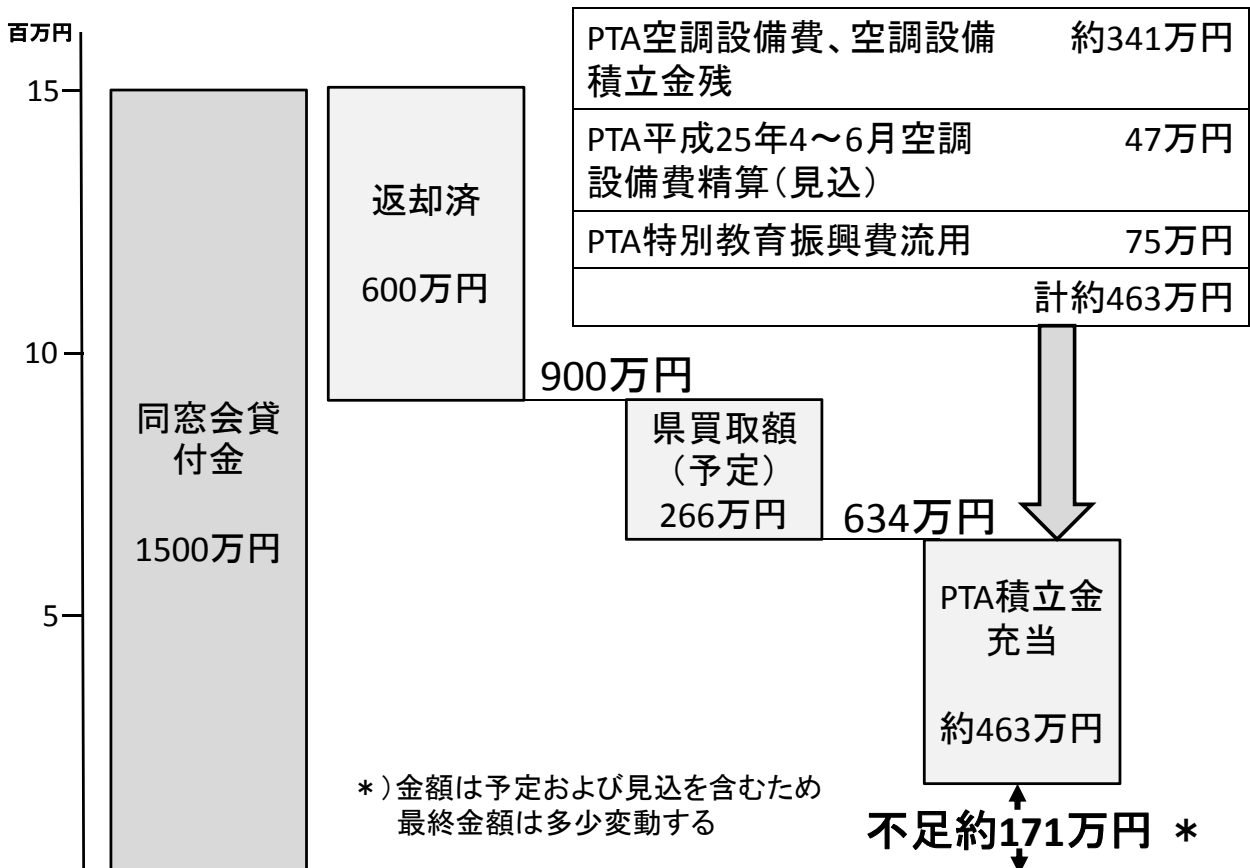 百万円
15
10
5
同窓会貸
付金
1500万円
返却済
600万円
900万円
県買取額
(予定)
266万円
634万円
PTA空調設備費、空調設備 約341万円
積立金残
PTA平成25年4～6月空調 47万円
設備費精算(見込)
PTA特別教育振興費流用 75万円
計約463万円
PTA積立金
充当
約463万円
不足約171万円 *
*)金額は予定および見込を含むため
最終金額は多少変動する